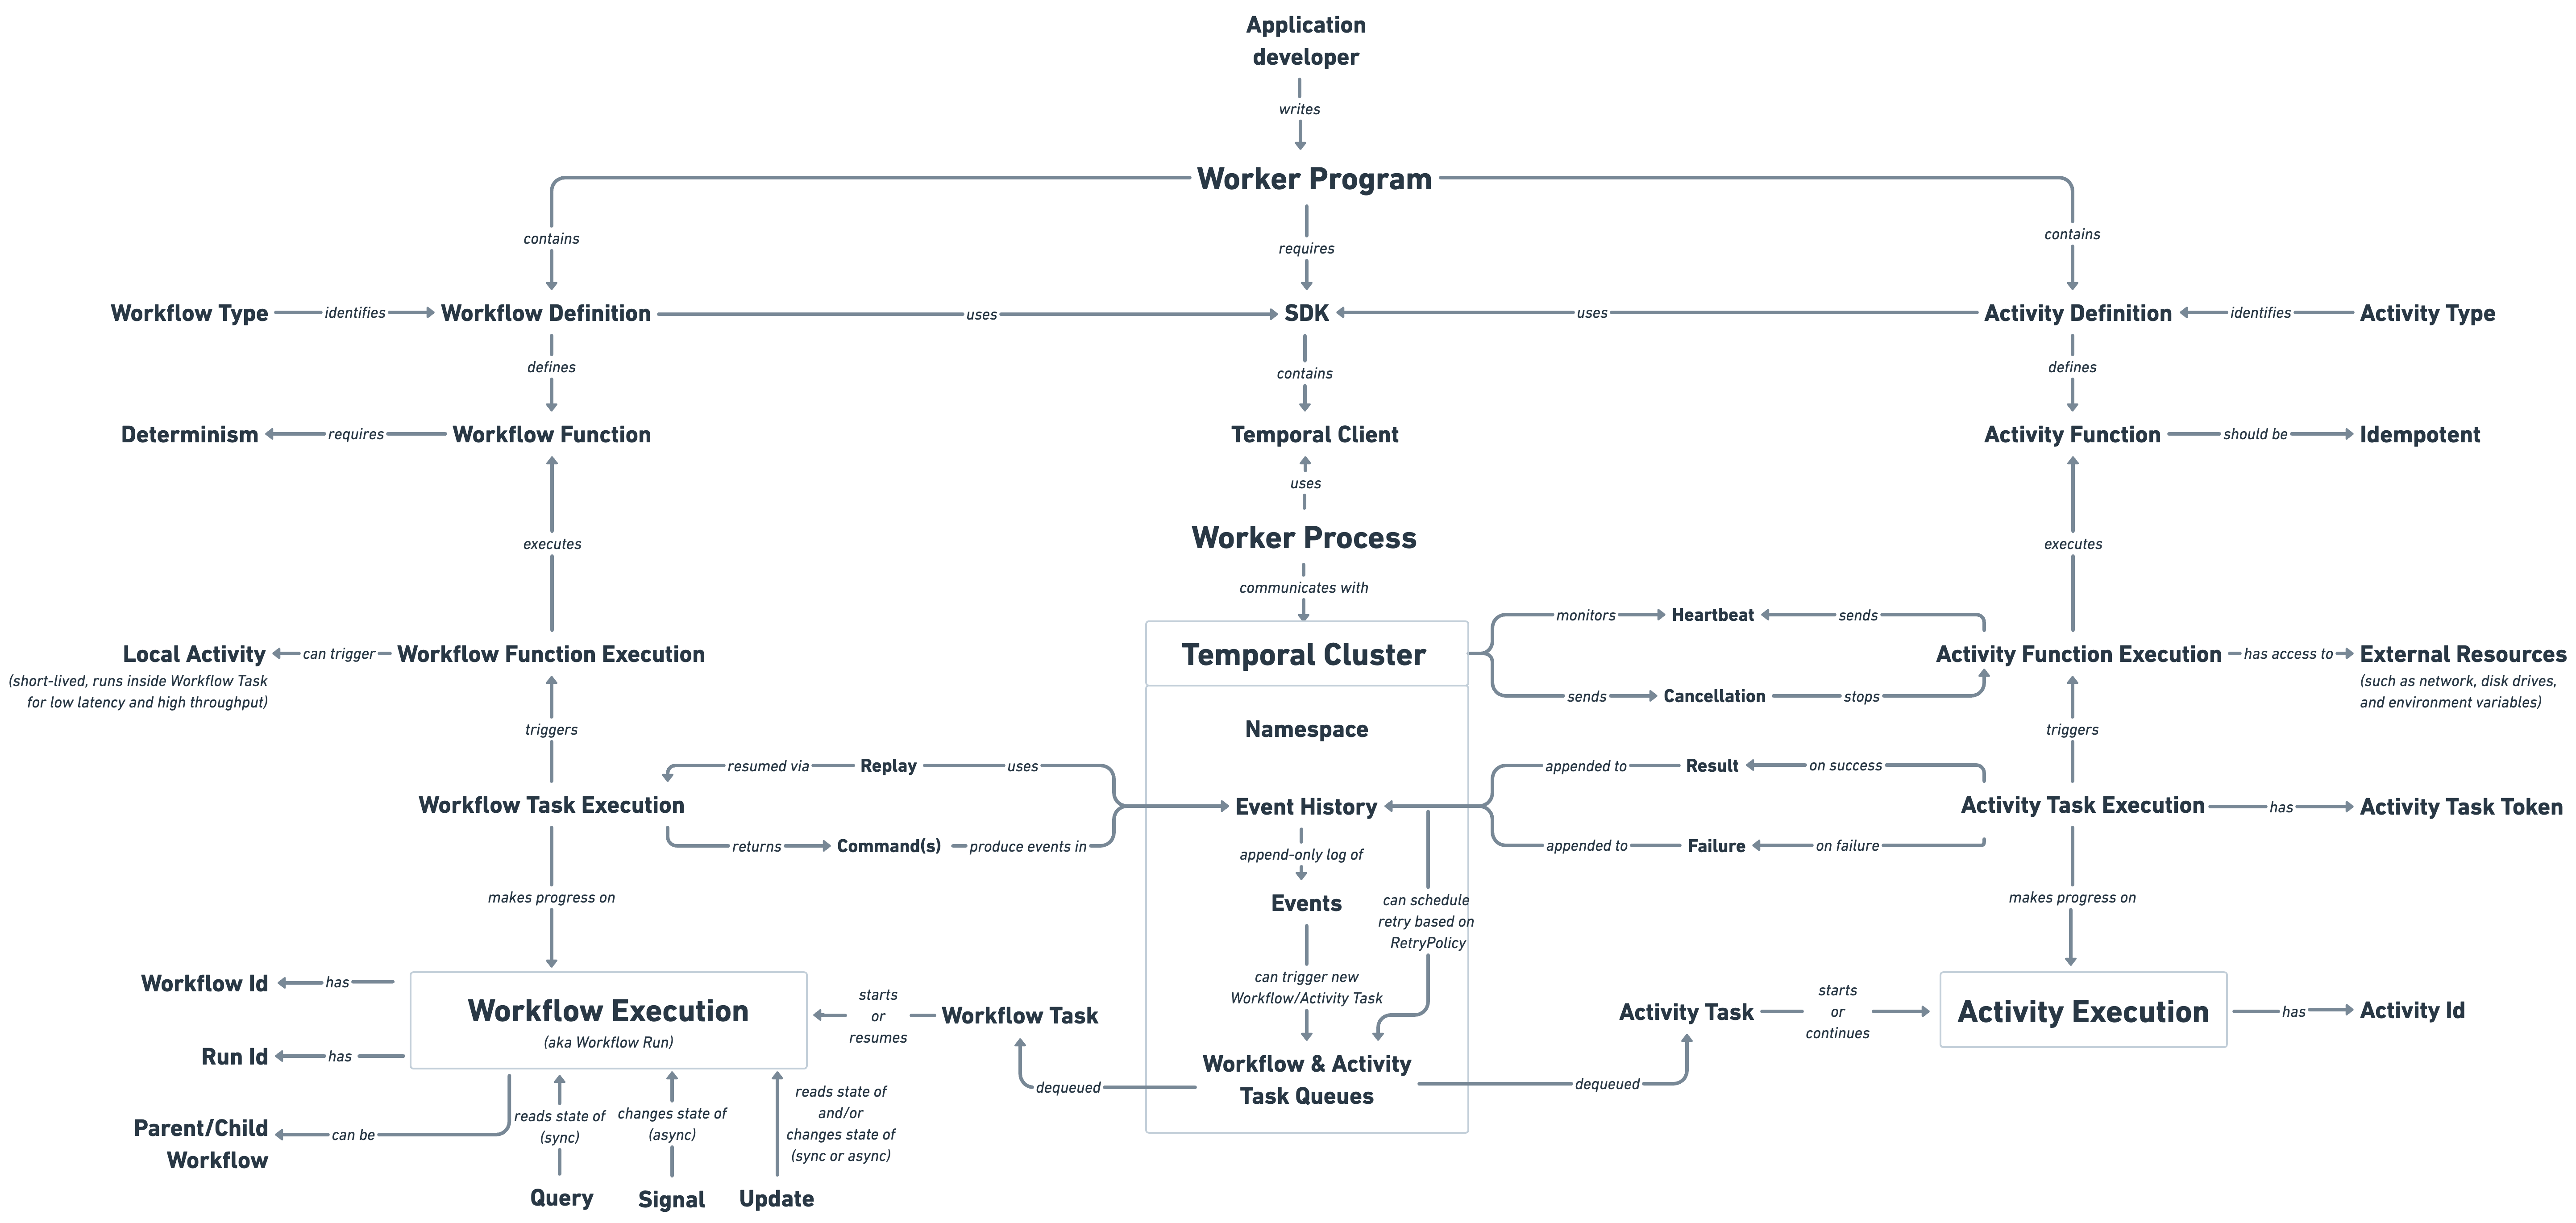 Application
developer
writes
Worker Program
contains
requires
contains
Workflow Type
identifies
Workflow Definition
uses
SDK
uses
Activity Definition
identifies
Activity Type
defines
contains
defines
Determinism
requires
Workflow Function
Temporal Client
Activity Function
should be
Idempotent
uses
executes
Worker Process
executes
communicates with
monitors
Heartbeat
sends
Local Activity
can trigger
Workflow Function Execution
Temporal Cluster
Activity Function Execution
has access to
External Resources
(short-lived, runs inside Workflow Task
for low latency and high throughput)
(such as network, disk drives,
and environment variables)
sends
Cancellation
stops
triggers
Namespace
triggers
resumed via
Replay
uses
appended to
Result
on success
Workflow Task Execution
Event History
Activity Task Execution
has
Activity Task Token
returns
Command(s)
produce events in
append-only log of
appended to
Failure
on failure
makes progress on
Events
can schedule
retry based on
RetryPolicy
makes progress on
can trigger new
Workflow/Activity Task
Workflow Id
has
Workflow Execution
(aka Workflow Run)
starts
or
resumes
Workflow Task
Activity Task
starts
or
continues
Activity Execution
has
Activity Id
Run Id
has
Workflow & Activity
Task Queues
dequeued
dequeued
Parent/Child
Workflow
can be
reads state of
(sync)
changes state of
(async)
reads state of
and/or
changes state of
(sync or async)
Query
Signal
Update